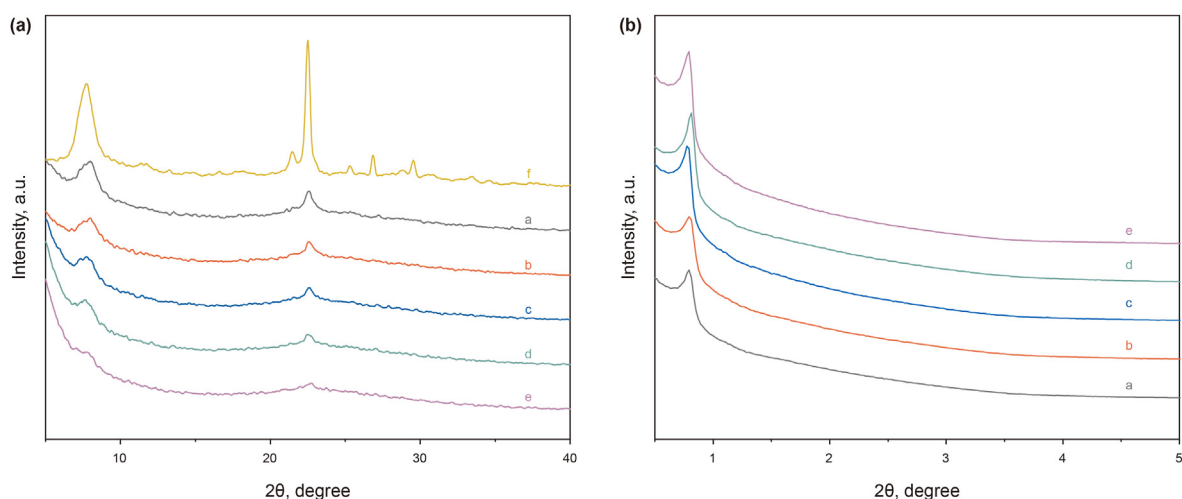 (a)
Intensity, a.u.
f
a
b
c
d
e
10
20
30
40
2θ, degree
(b)
Intensity, a.u.
e
d
c
b
a
1
2
3
4
5
2θ, degree